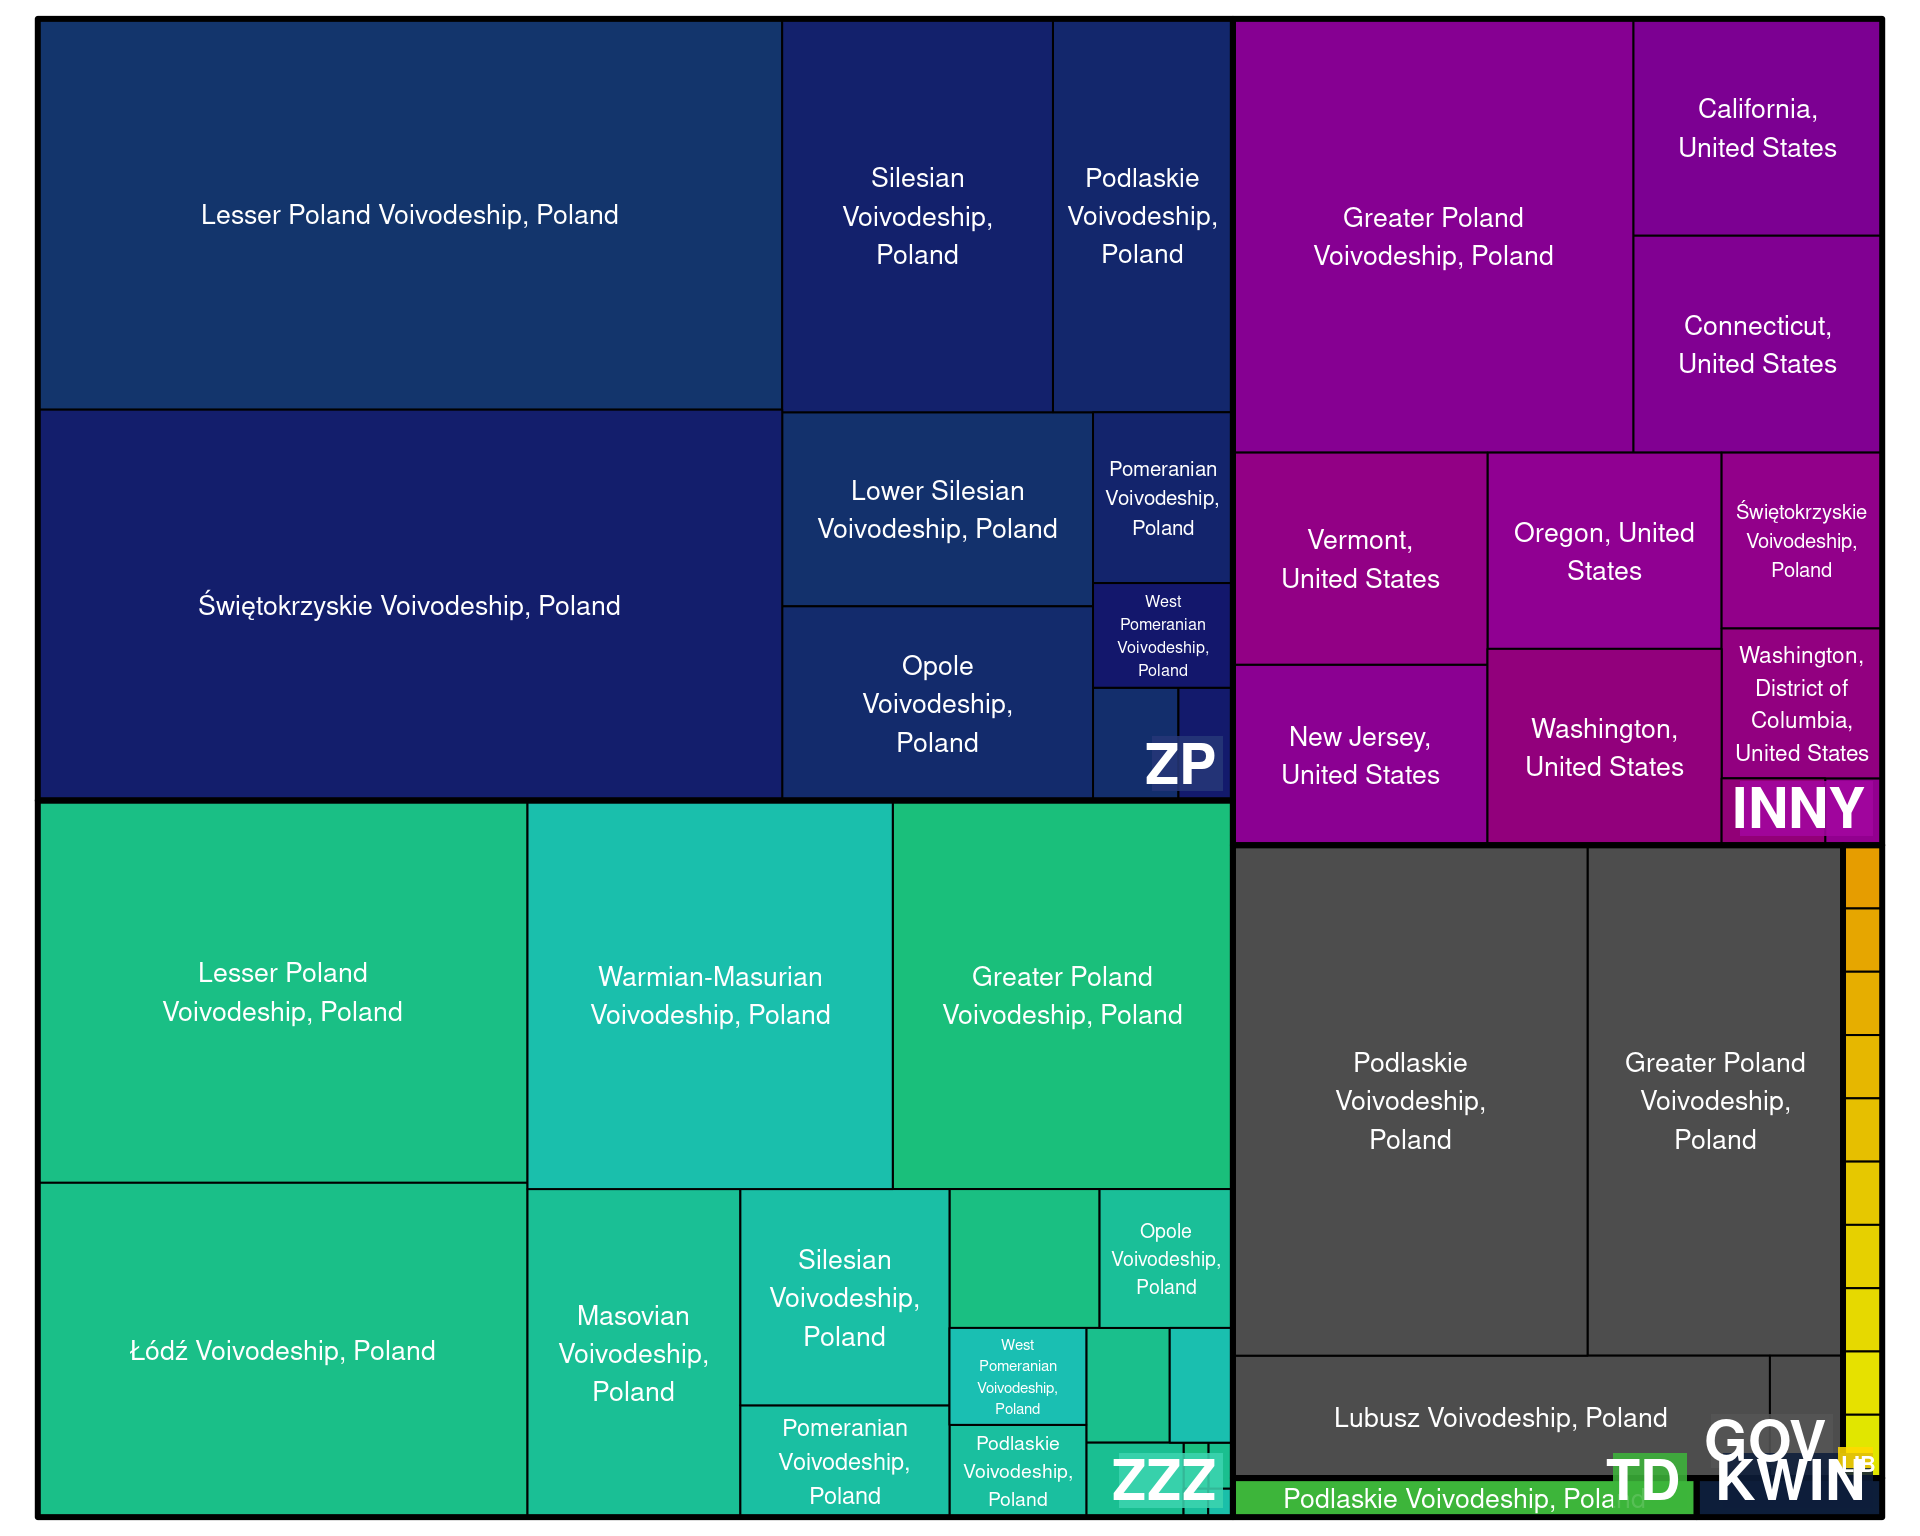 Lesser Poland Voivodeship, Poland
Silesian
Voivodeship,
Poland
Podlaskie
Voivodeship,
Poland
Świętokrzyskie Voivodeship, Poland
Lower Silesian
Voivodeship, Poland
Pomeranian
Voivodeship,
Poland
West
Pomeranian
Voivodeship,
Poland
Opole
Voivodeship,
Poland
ZP
Greater Poland
Voivodeship, Poland
California,
United States
Connecticut,
United States
Vermont,
United States
Oregon, United
States
Świętokrzyskie
Voivodeship,
Poland
New Jersey,
United States
Washington,
United States
Washington,
District of
Columbia,
United States
INNY
Lesser Poland
Voivodeship, Poland
Warmian-Masurian
Voivodeship, Poland
Greater Poland
Voivodeship, Poland
Łódź Voivodeship, Poland
Masovian
Voivodeship,
Poland
Silesian
Voivodeship,
Poland
Pomeranian
Voivodeship,
Poland
Opole
Voivodeship,
Poland
West
Pomeranian
Voivodeship,
Poland
Podlaskie
Voivodeship,
Poland
ZZZ
Podlaskie
Voivodeship,
Poland
Greater Poland
Voivodeship,
Poland
Lubusz Voivodeship, Poland
GOV
LIB
Podlaskie Voivodeship, Poland
TD
KWIN